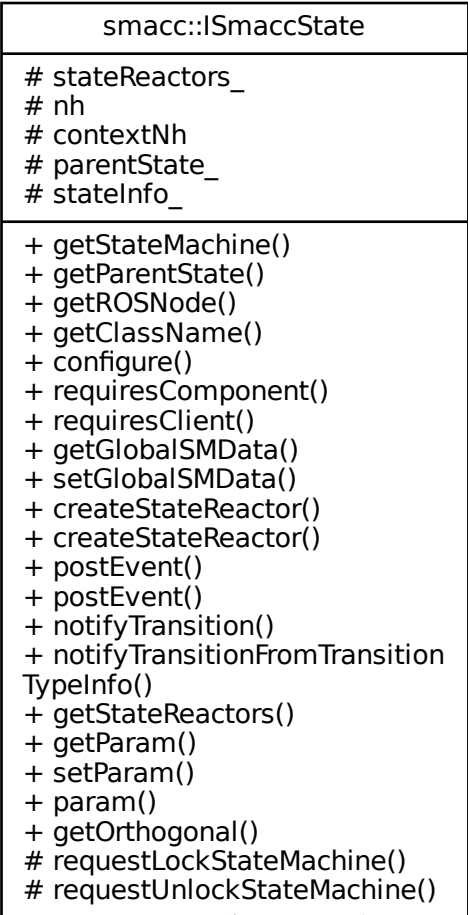 smacc::ISmaccState
# stateReactors_
# nh
# contextNh
# parentState_
# stateInfo_
+ getStateMachine()
+ getParentState()
+ getROSNode()
+ getClassName()
+ configure()
+ requiresComponent()
+ requiresClient()
+ getGlobalSMData()
+ setGlobalSMData()
+ createStateReactor()
+ createStateReactor()
+ postEvent()
+ postEvent()
+ notifyTransition()
+ notifyTransitionFromTransition
TypeInfo()
+ getStateReactors()
+ getParam()
+ setParam()
+ param()
+ getOrthogonal()
# requestLockStateMachine()
# requestUnlockStateMachine()